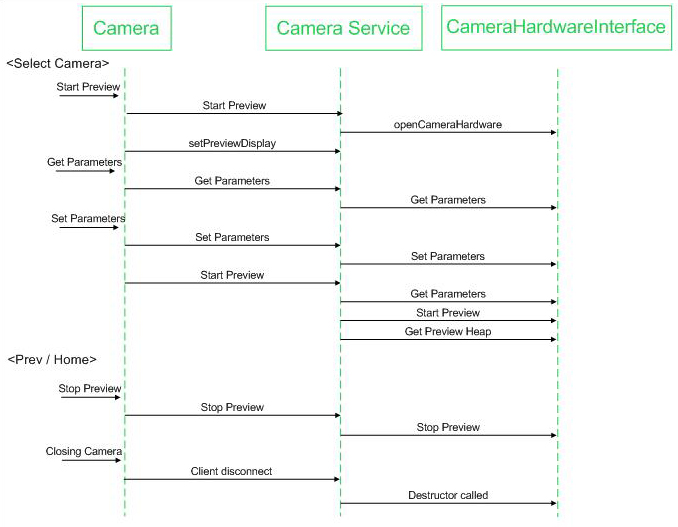 Camera
Camera Service
CameraHardwareInterface
<Select Camera>
Start Preview
Start Preview
openCameraHardware
setPreviewDisplay
Get Parameters
Get Parameters
Get Parameters
Set Parameters
Set Parameters
Set Parameters
Start Preview
Get Parameters
Start Preview
Get Preview Heap
<Prev / Home>
Stop Preview
Stop Preview
Stop Preview
Closing Camera
Client disconnect
Destructor called